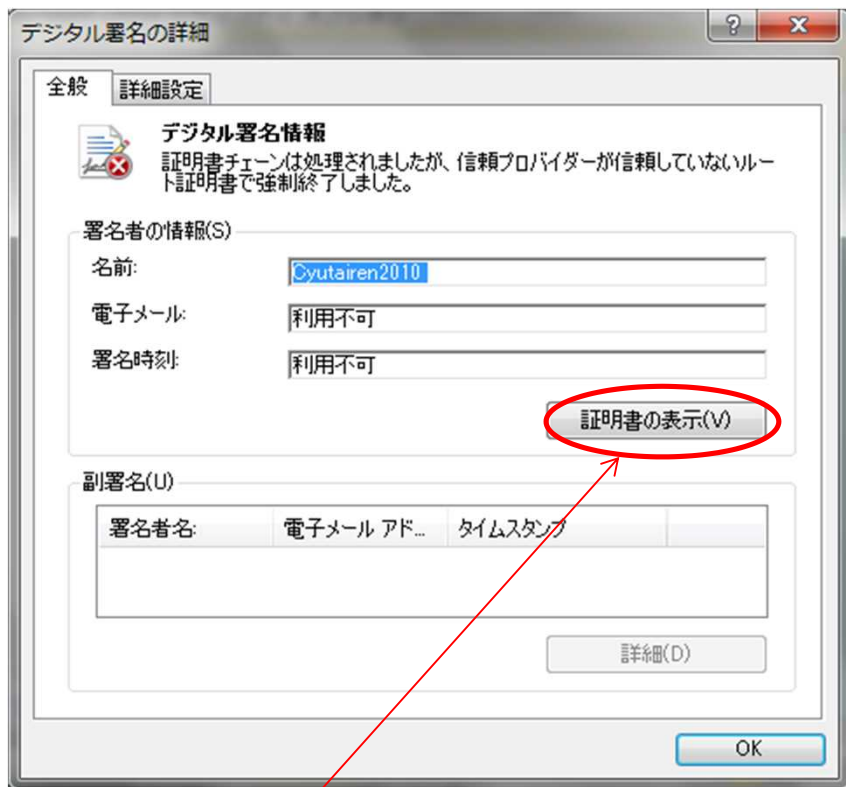 デジタル署名の詳細
全般 詳細設定
デジタル署名情報
証明書チェーンは処理されましたが、信頼プロバイダーが信頼していないルー
ト証明書で強制終了しました。
署名者の情報(S)
名前: Cyutairen2010
電子メール: 利用不可
署名時刻: 利用不可
証明書の表示(V)
副署名(U)
署名者名: 電子メール アド... タイムスタンプ
詳細(D)
OK